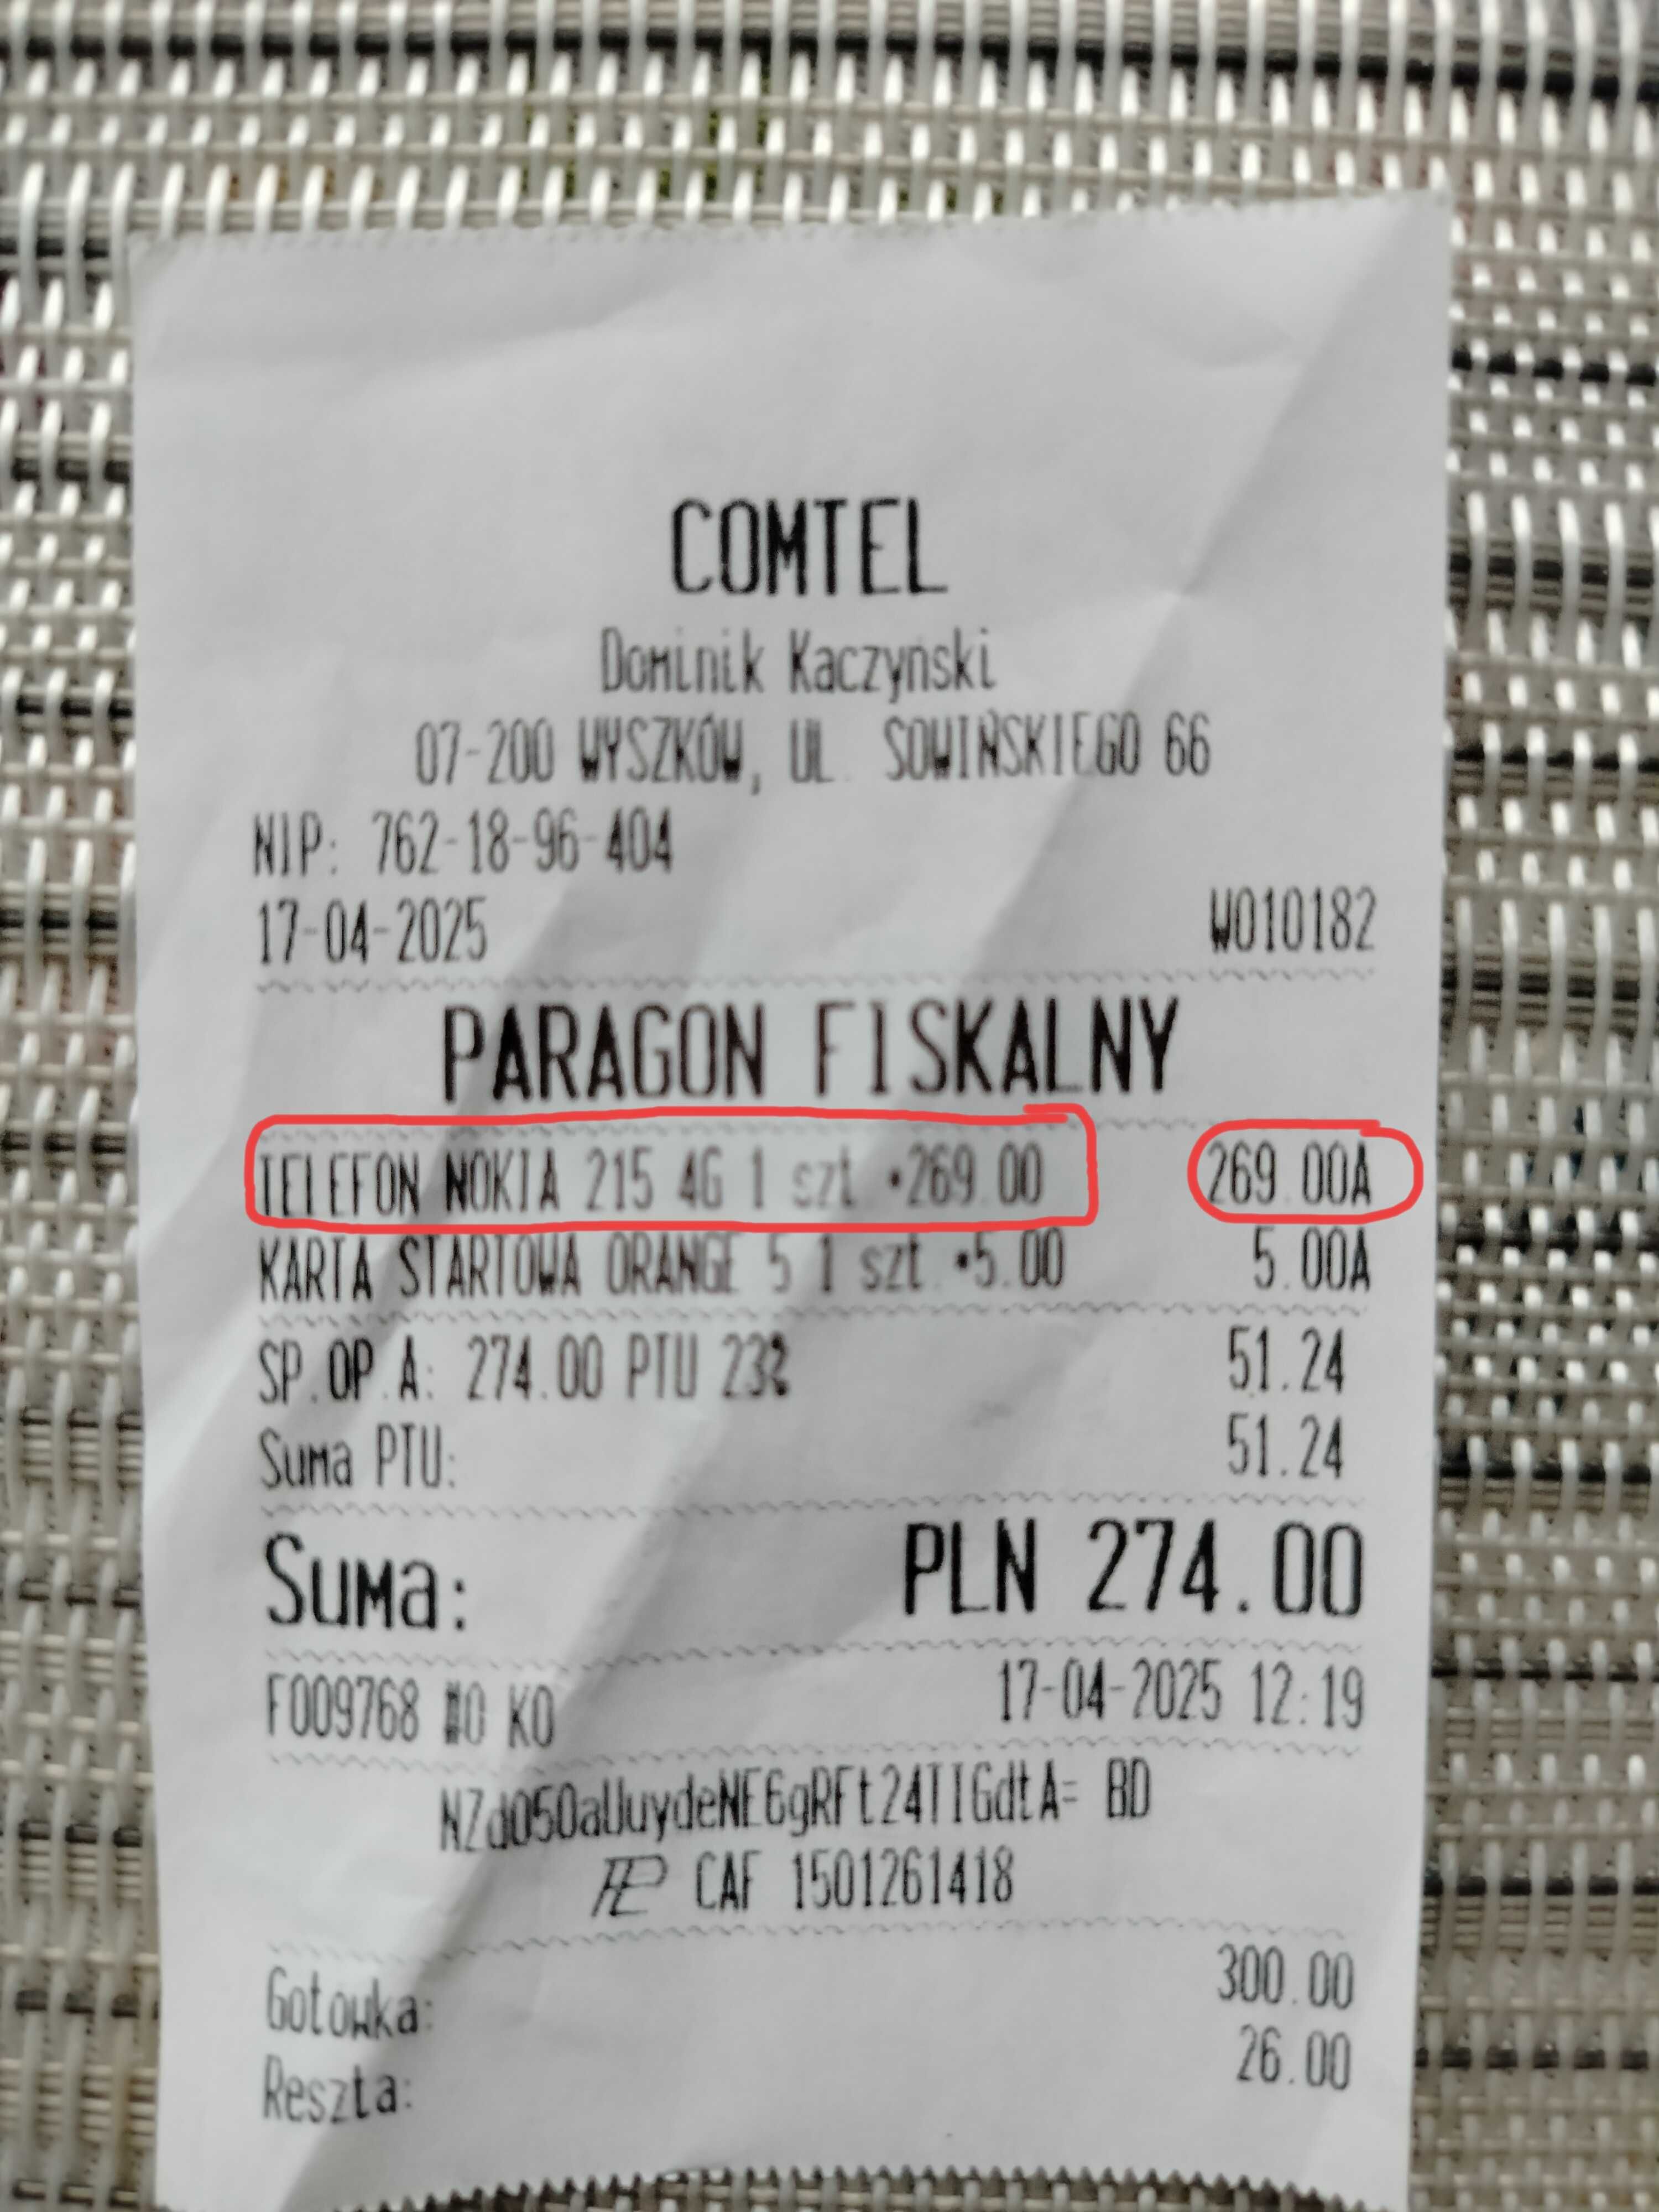 COMTEL
Dominik Kaczyński
07-200 WYSZKÓW, UL. SOWIŃSKIEGO 66
NIP: 762-18-96-404
17-04-2025 W010182
PARAGON FISKALNY
TELEFON NOKIA 215 4G 1 szt. *269.00 269.00A
KARTA STARTOWA ORANGE 5 1 szt. *5.00 5.00A
SP.OP.A: 274.00 PTU 23% 51.24
Suma PTU: 51.24
Suma: PLN 274.00
F009768 #0 KO 17-04-2025 12:19
BD
CAF 1501261418
Gotówka: 300.00
Reszta: 26.00